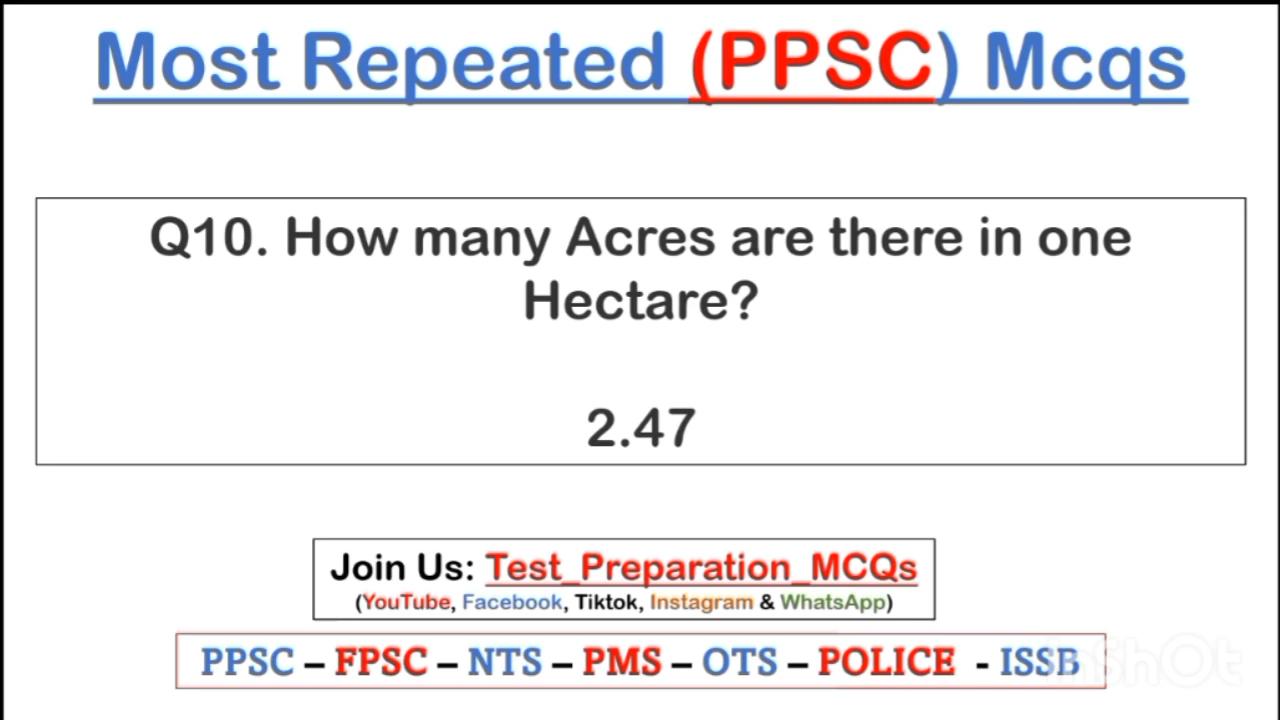 Most Repeated (PPSC) Mcqs
Q10. How many Acres are there in one
Hectare?
2.47
Join Us: Test_Preparation_MCQs
(YouTube, Facebook, Tiktok, Instagram & WhatsApp)
PPSC – FPSC – NTS – PMS – OTS – POLICE - ISSB
InShOt